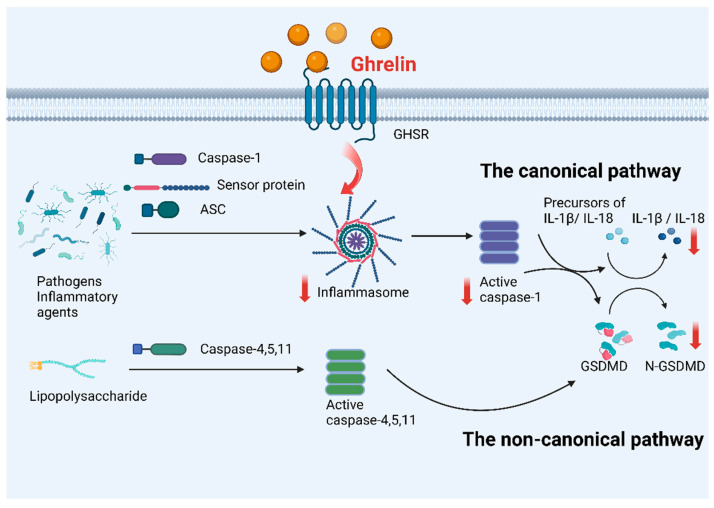 Ghrelin
GHSR
Caspase-1
Sensor protein
ASC
Pathogens
Inflammatory
agents
Inflammasome
The canonical pathway
Precursors of
IL-1β/ IL-18
IL-1β / IL-18
Active
caspase-1
GSDMD
N-GSDMD
Caspase-4,5,11
Lipopolysaccharide
Active
caspase-4,5,11
The non-canonical pathway